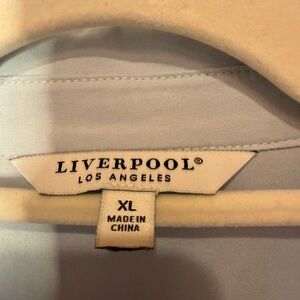 LIVERPOOL®
LOS ANGELES
XL
MADE IN
CHINA